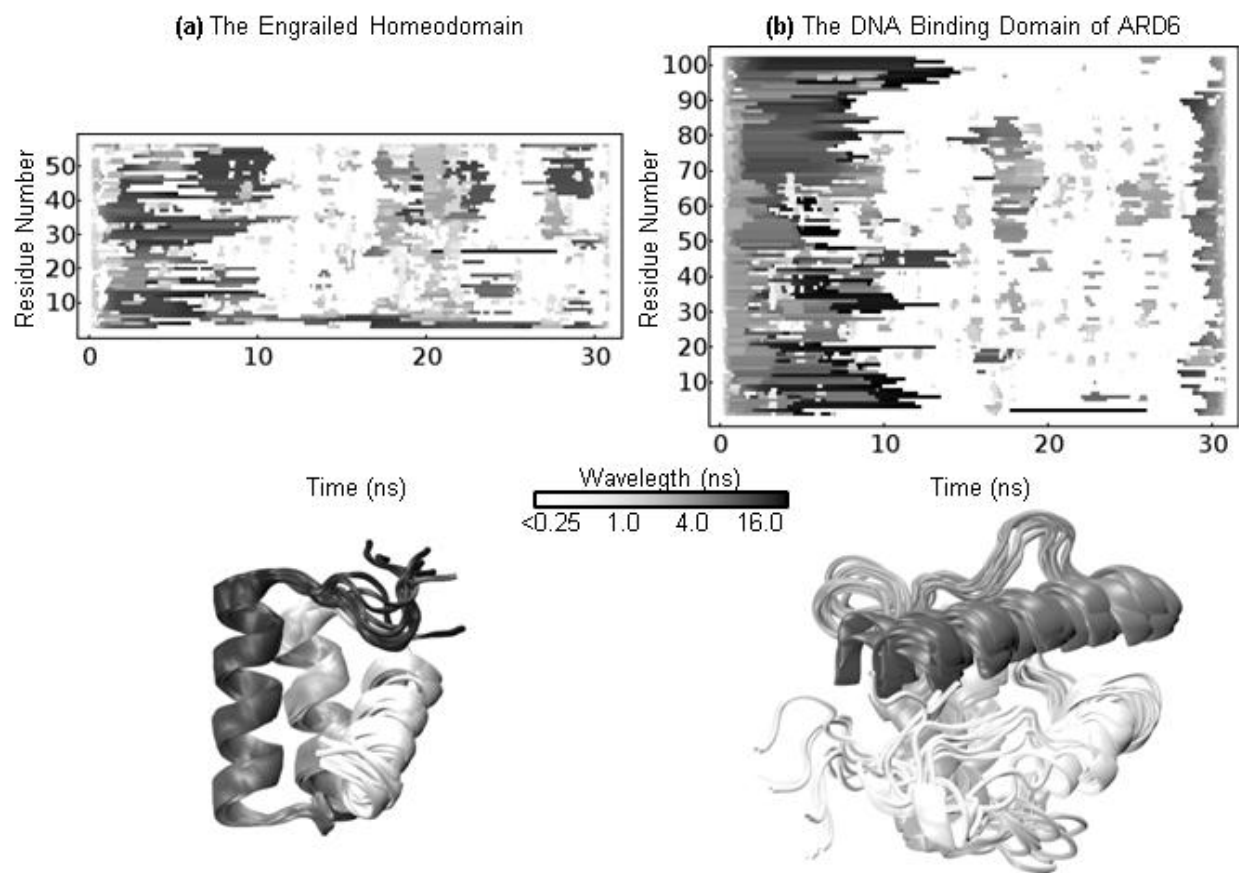 (a) The Engrailed Homeodomain
(b) The DNA Binding Domain of ARD6
Residue Number
50
40
30
20
10
0 10 20 30
Residue Number
100
90
80
70
60
50
40
30
20
10
0 10 20 30
Time (ns)
Wavelegth (ns)
<0.25 1.0 4.0 16.0
Time (ns)